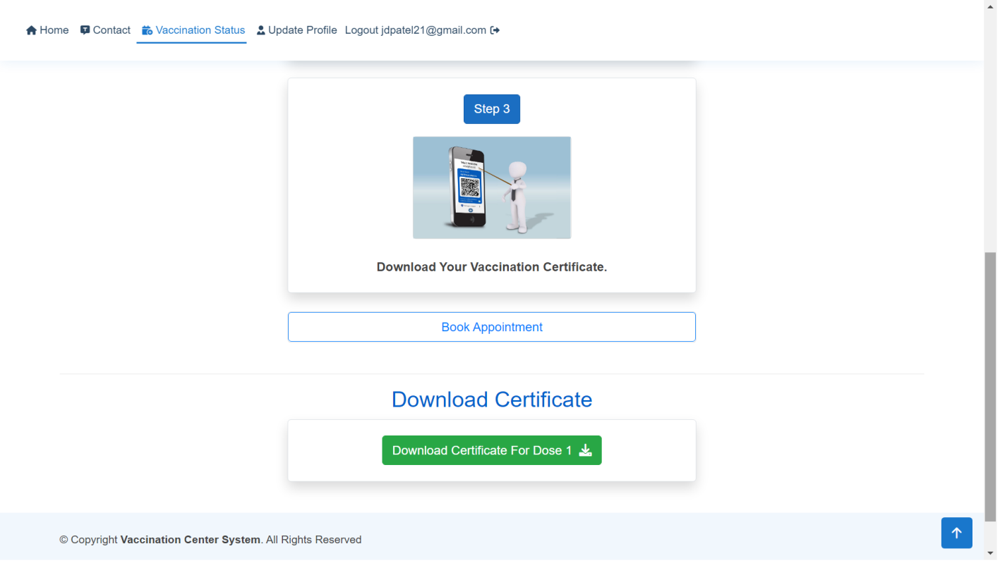 Home Contact Vaccination Status Update Profile Logout jdpatel21@gmail.com
Step 3
VACCINATION
Download Your Vaccination Certificate.
Book Appointment
Download Certificate
Download Certificate For Dose 1
© Copyright Vaccination Center System. All Rights Reserved